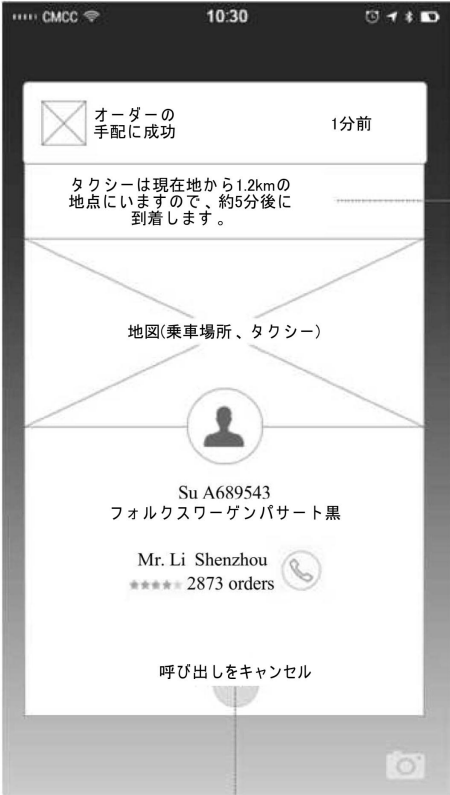 CMCC
10:30
オーダーの
手配に成功
1分前
タクシーは現在地から1.2kmの
地点にいますので、約5分後に
到着します。
地図(乗車場所、タクシー)
Su A689543
フォルクスワーゲンパサート黒
Mr. Li Shenzhou
★★★★★ 2873 orders
呼び出しをキャンセル